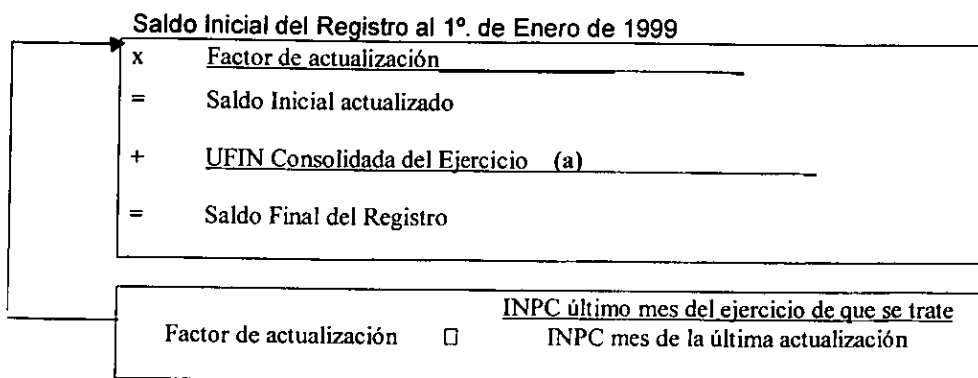 Saldo Inicial del Registro al 1º. de Enero de 1999
x Factor de actualización
= Saldo Inicial actualizado
+ UFIN Consolidada del Ejercicio (a)
= Saldo Final del Registro
INPC último mes del ejercicio de que se trate
Factor de actualización □ INPC mes de la última actualización